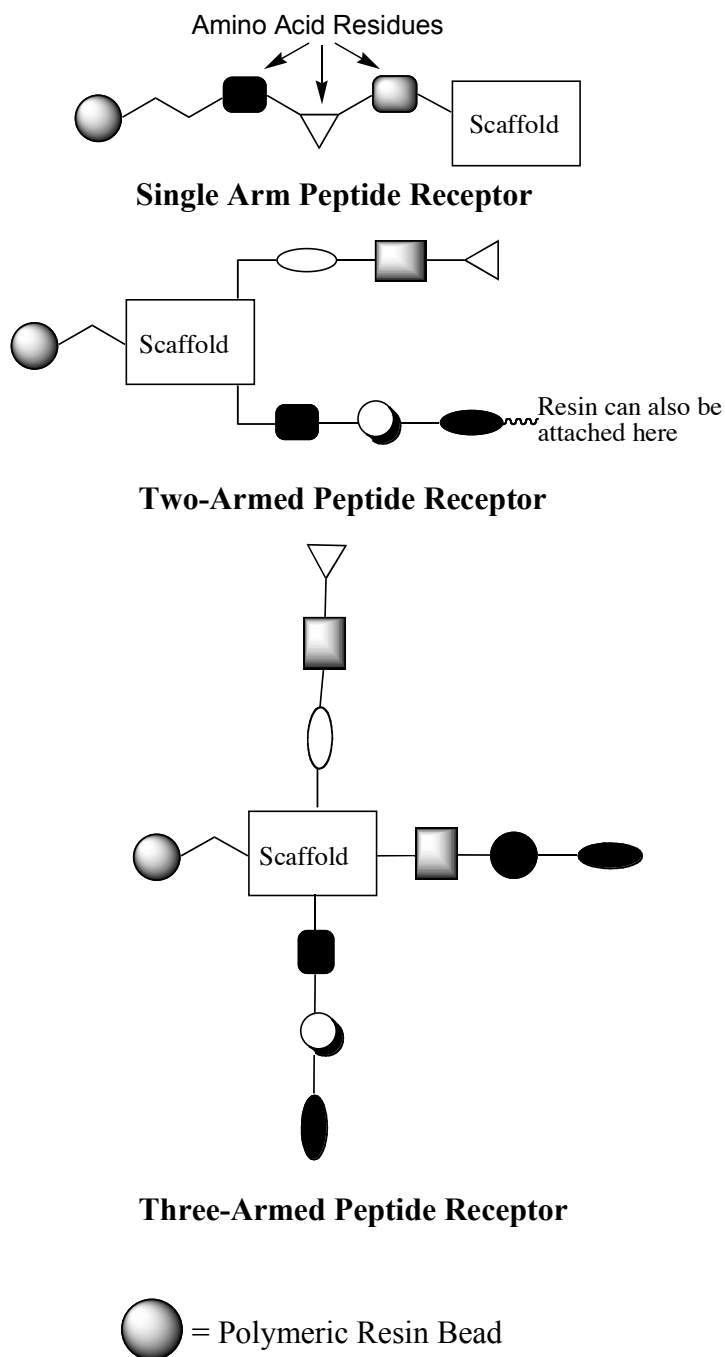 Amino Acid Residues
Scaffold
Single Arm Peptide Receptor
Scaffold
Resin can also be
attached here
Two-Armed Peptide Receptor
Scaffold
Three-Armed Peptide Receptor
= Polymeric Resin Bead